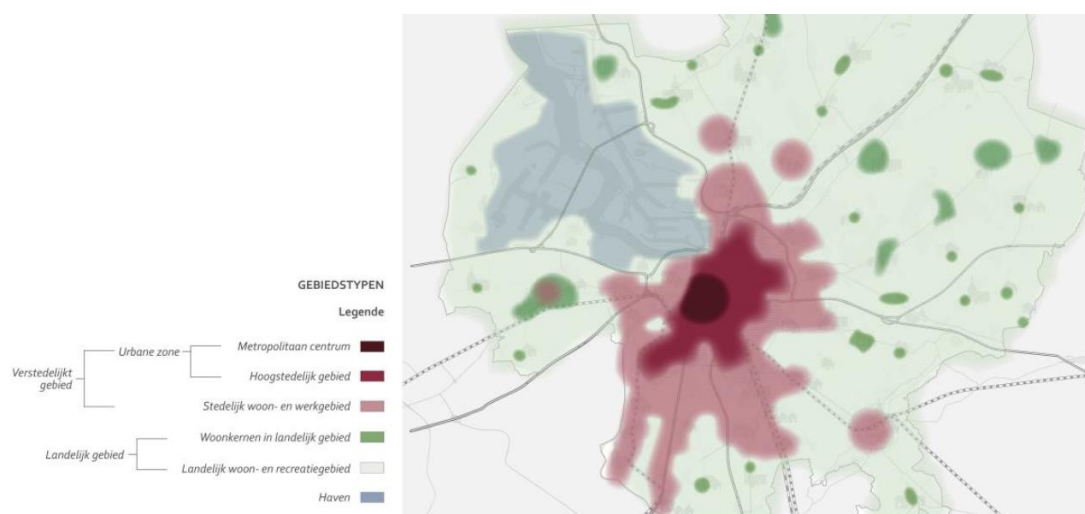 GEBIEDSTYPEN
Legende
Urbane zone
Metropolitaan centrum
Verstedelijkt
gebied
Hoogstedelijk gebied
Stedelijk woon- en werkgebied
Landelijk gebied
Woonkernen in landelijk gebied
Landelijk woon- en recreatiegebied
Haven